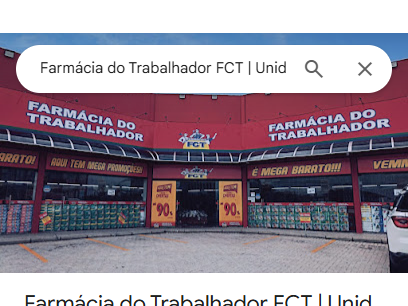 Farmácia do Trabalhador FCT | Unid
FARMÁCIA DO
TRABALHADOR
FARMÁCIA DO
TRABALHADOR
FCT
BARATO!
AQUI TEM MEGA PROMOÇÕES!
FCT
É MEGA BARATO!!!
VEMM
90%
90%
Farmácia do Trabalhador FCT | Unid